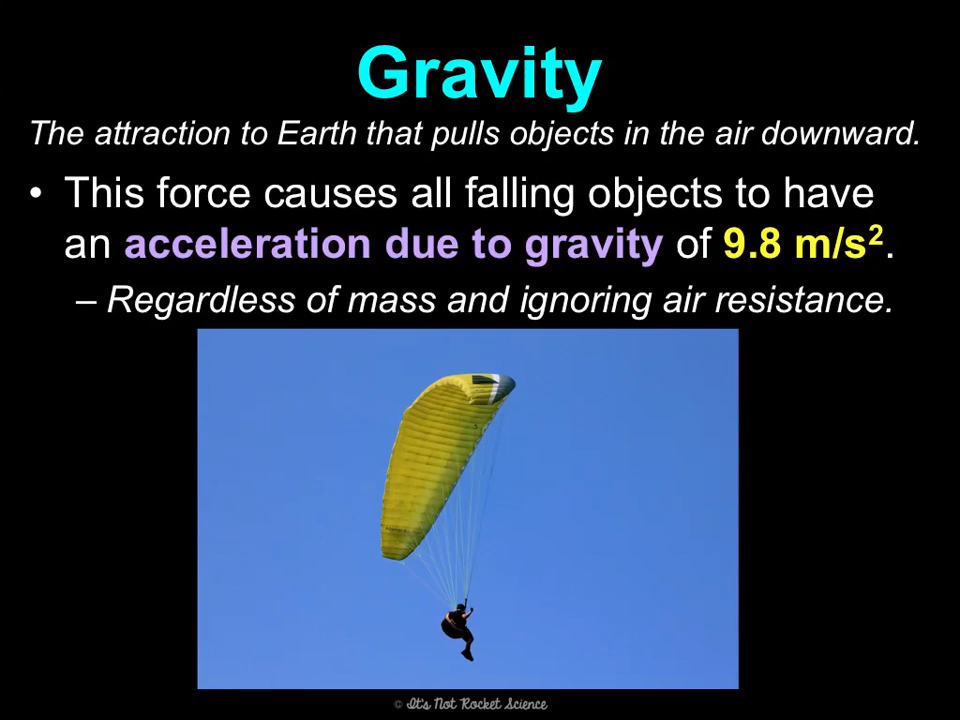 Gravity
The attraction to Earth that pulls objects in the air downward.
• This force causes all falling objects to have
an acceleration due to gravity of 9.8 m/s².
– Regardless of mass and ignoring air resistance.
© It's Not Rocket Science